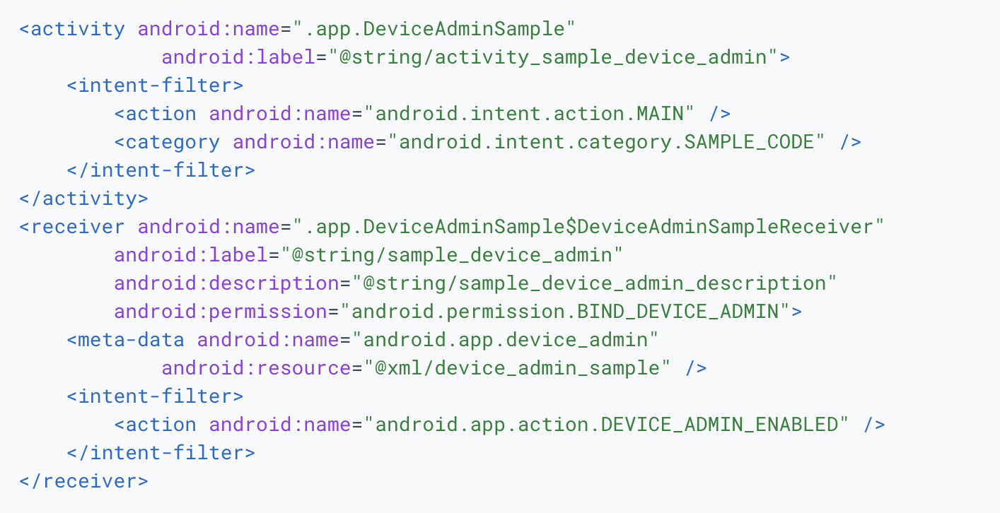 <activity android:name=".app.DeviceAdminSample"
            android:label="@string/activity_sample_device_admin">
    <intent-filter>
        <action android:name="android.intent.action.MAIN" />
        <category android:name="android.intent.category.SAMPLE_CODE" />
    </intent-filter>
</activity>
<receiver android:name=".app.DeviceAdminSample$DeviceAdminSampleReceiver"
        android:label="@string/sample_device_admin"
        android:description="@string/sample_device_admin_description"
        android:permission="android.permission.BIND_DEVICE_ADMIN">
    <meta-data android:name="android.app.device_admin"
            android:resource="@xml/device_admin_sample" />
    <intent-filter>
        <action android:name="android.app.action.DEVICE_ADMIN_ENABLED" />
    </intent-filter>
</receiver>